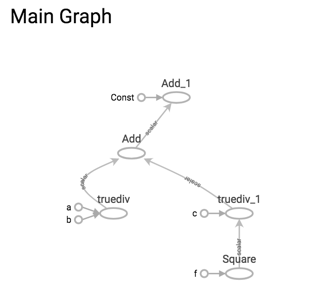 Main Graph
Add_1
Const
scalar
Add
scalar
scalar
truediv
truediv_1
a
b
c
scalar
Square
f